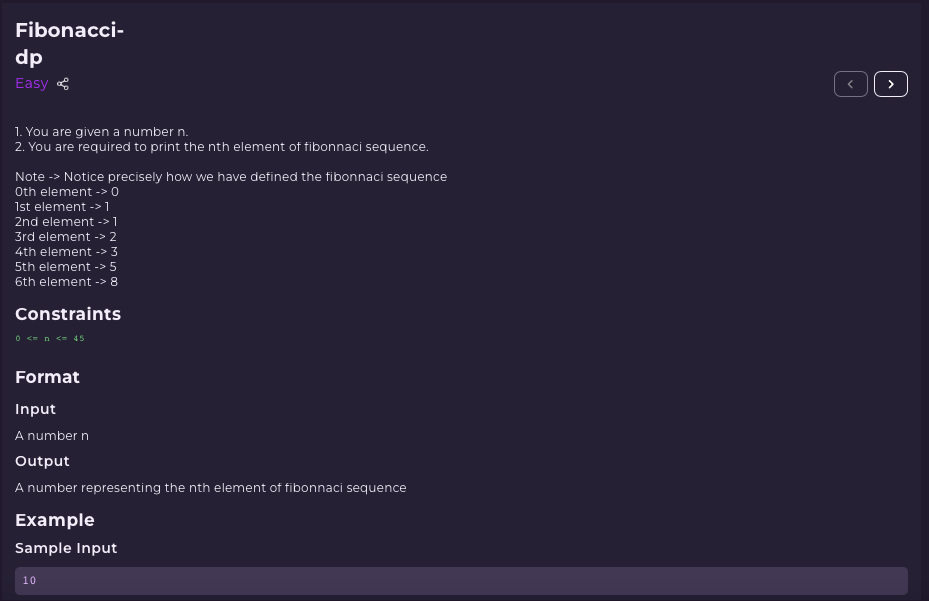 Fibonacci-
dp
Easy
1. You are given a number n.
2. You are required to print the nth element of fibonnaci sequence.
Note -> Notice precisely how we have defined the fibonnaci sequence
0th element -> 0
1st element -> 1
2nd element -> 1
3rd element -> 2
4th element -> 3
5th element -> 5
6th element -> 8
Constraints
0 <= n <= 45
Format
Input
A number n
Output
A number representing the nth element of fibonnaci sequence
Example
Sample Input
10